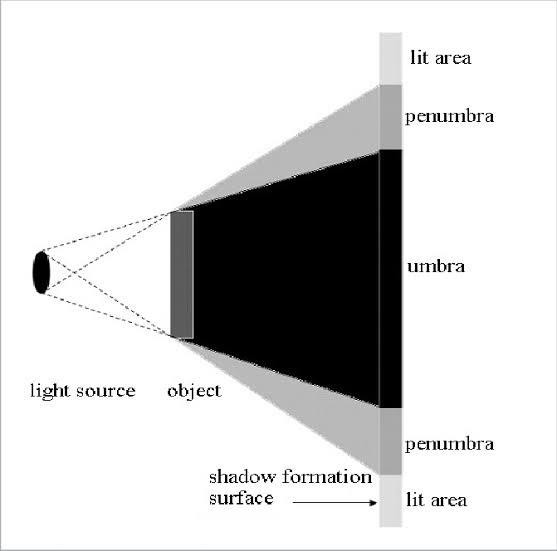 lit area
penumbra
umbra
light source
object
penumbra
shadow formation
surface
lit area